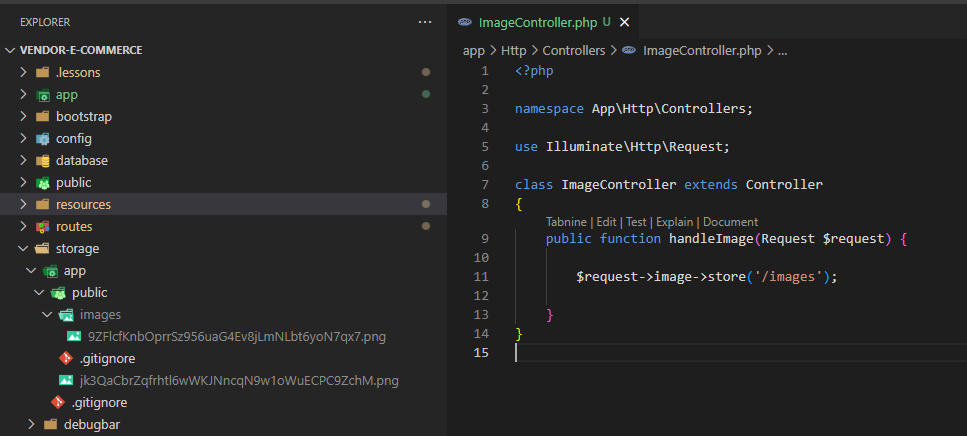 EXPLORER
VENDOR-E-COMMERCE
.lessons
app
bootstrap
config
database
public
resources
routes
storage
app
public
images
9ZFlcfKnbOprrSz956uaG4Ev8jLmNLbt6yoN7qx7.png
.gitignore
jk3QaCbrZqfrhtl6wWKJNncqN9w1oWuECPC9ZchM.png
.gitignore
debugbar
ImageController.php U
app > Http > Controllers > ImageController.php > ...
1 <?php
2
3 namespace App\Http\Controllers;
4
5 use Illuminate\Http\Request;
6
7 class ImageController extends Controller
8 {
Tabnine | Edit | Test | Explain | Document
9 public function handleImage(Request $request) {
10
11 $request->image->store('/images');
12
13 }
14 }
15